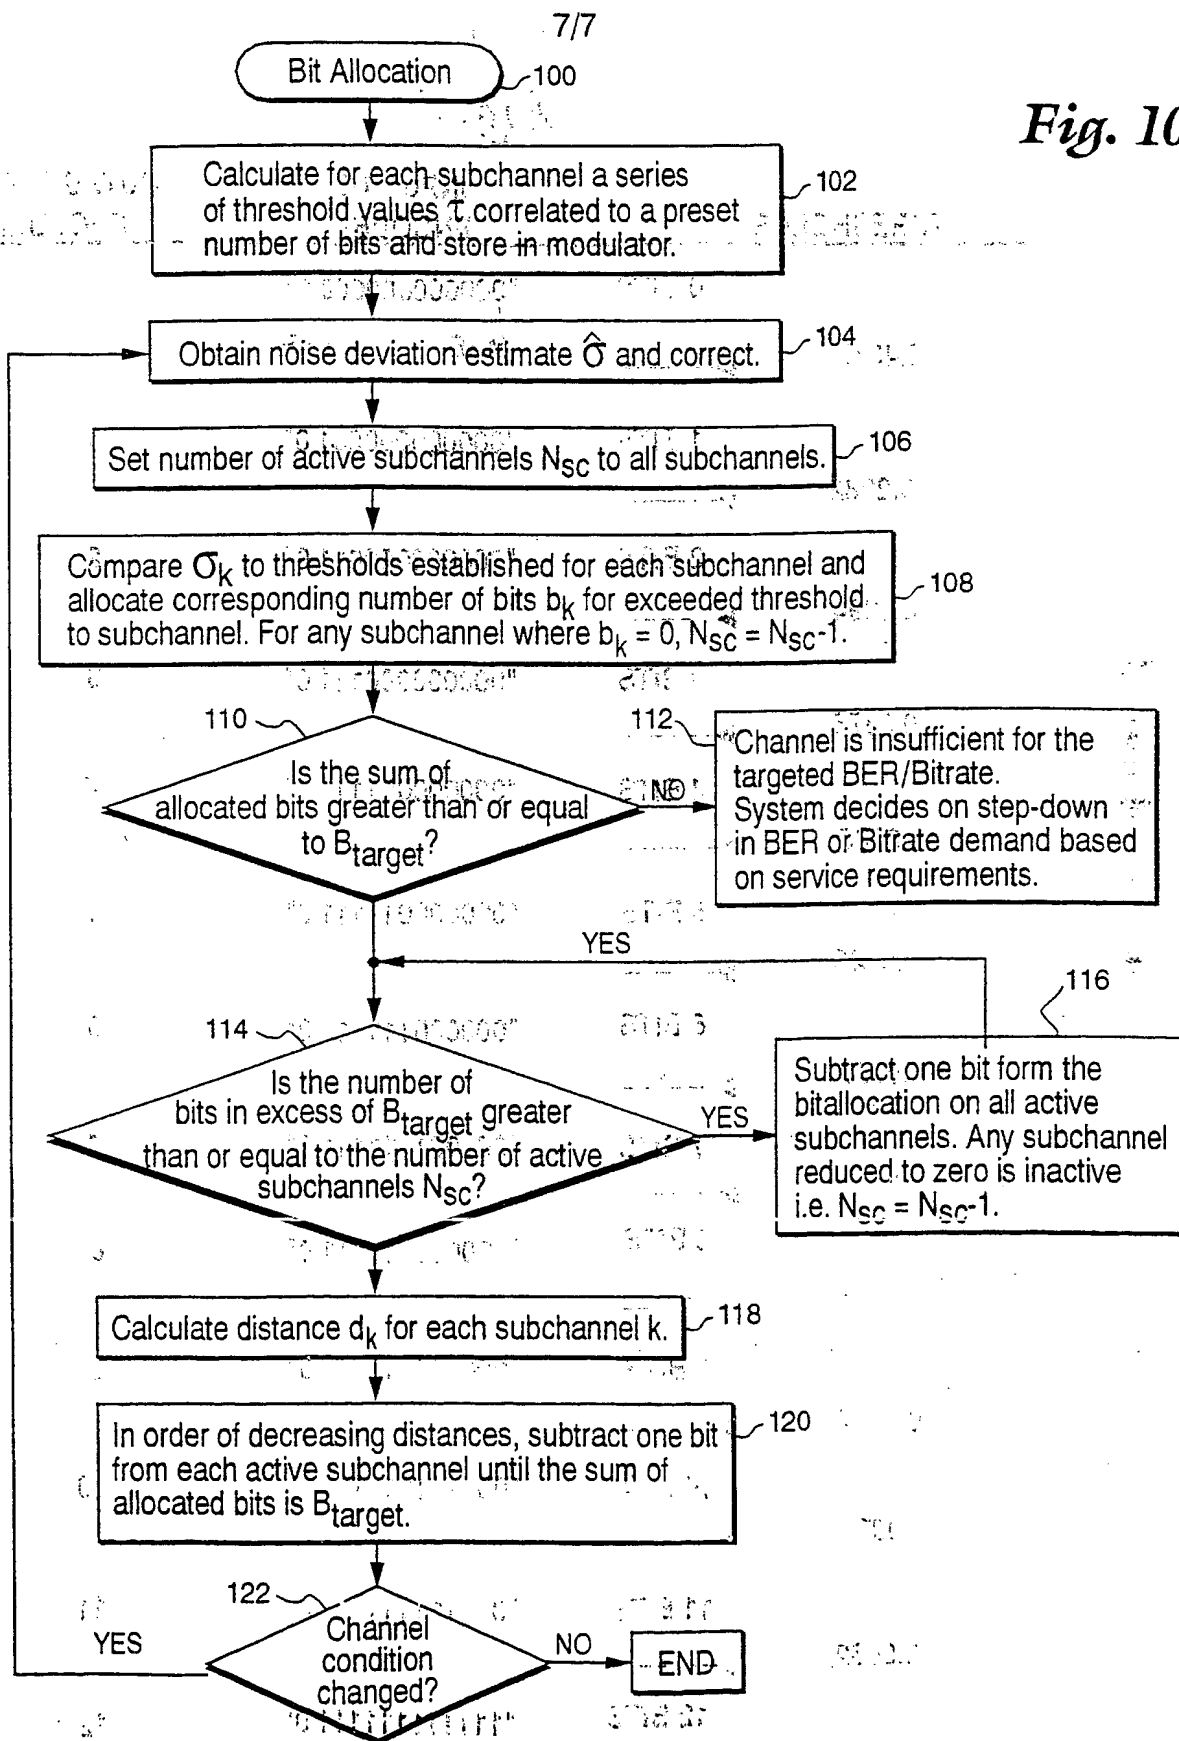 7/7
Bit Allocation
100
Fig. 10
Calculate for each subchannel a series
of threshold values τ correlated to a preset
number of bits and store in modulator.
102
Obtain noise deviation estimate σ̂ and correct.
104
Set number of active subchannels NSC to all subchannels.
106
Compare σk to thresholds established for each subchannel and
allocate corresponding number of bits bk for exceeded threshold
to subchannel. For any subchannel where bk = 0, NSC = NSC-1.
108
110
Is the sum of
allocated bits greater than or equal
to Btarget?
NO
112
Channel is insufficient for the
targeted BER/Bitrate.
System decides on step-down
in BER or Bitrate demand based
on service requirements.
YES
114
Is the number of
bits in excess of Btarget greater
than or equal to the number of active
subchannels NSC?
YES
116
Subtract one bit form the
bitallocation on all active
subchannels. Any subchannel
reduced to zero is inactive
i.e. NSC = NSC-1.
Calculate distance dk for each subchannel k.
118
In order of decreasing distances, subtract one bit
from each active subchannel until the sum of
allocated bits is Btarget.
120
122
YES
Channel
condition
changed?
NO
END